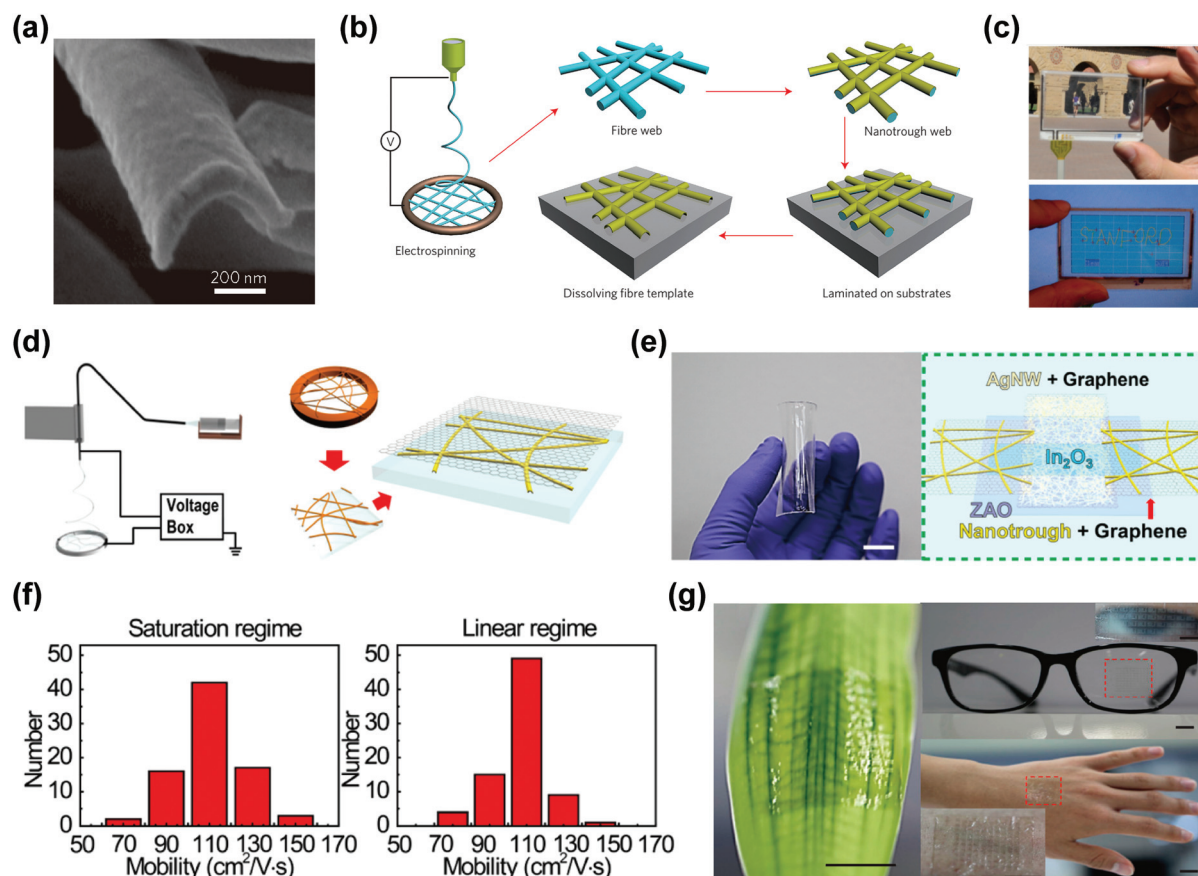 (a)
200 nm
(b)
V
Electrospinning
Fibre web
Nanotrough web
Dissolving fibre template
Laminated on substrates
(c)
(d)
Voltage
Box
(e)
AgNW + Graphene
In₂O₃
ZAO
Nanotrough + Graphene
(f)
Saturation regime
Number
50
40
30
20
10
0
50 70 90 110 130 150 170
Mobility (cm²/V·s)
Linear regime
Number
50
40
30
20
10
0
50 70 90 110 130 150 170
Mobility (cm²/V·s)
(g)